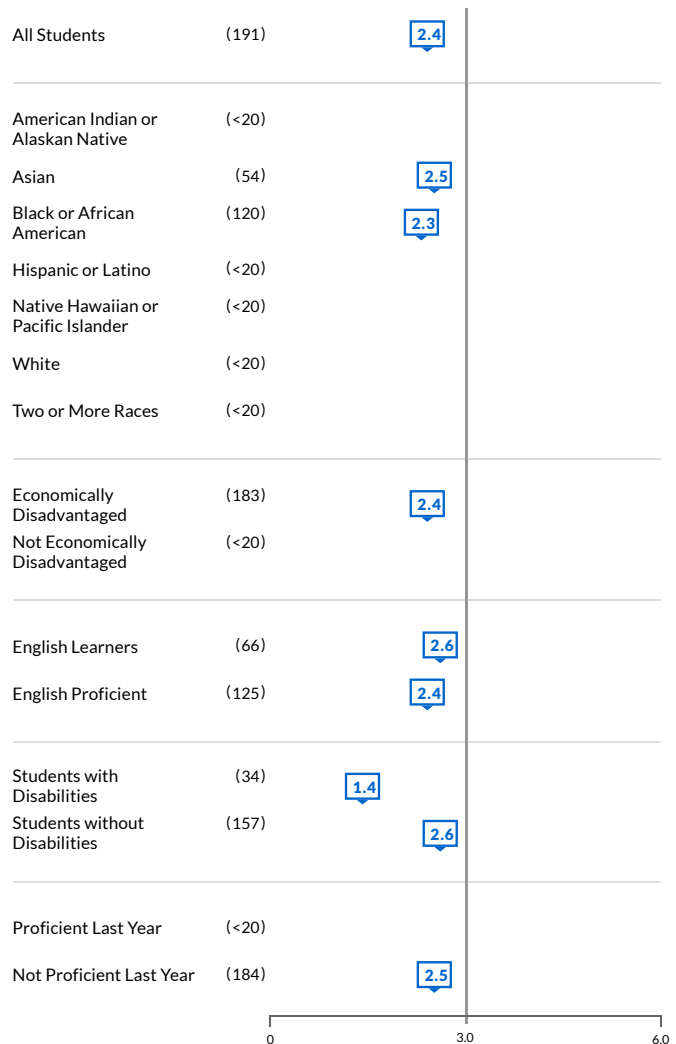 All Students (191) 2.4
American Indian or (<20)
Alaskan Native
Asian (54) 2.5
Black or African (120) 2.3
American
Hispanic or Latino (<20)
Native Hawaiian or (<20)
Pacific Islander
White (<20)
Two or More Races (<20)
Economically (183) 2.4
Disadvantaged
Not Economically (<20)
Disadvantaged
English Learners (66) 2.6
English Proficient (125) 2.4
Students with (34) 1.4
Disabilities
Students without (157) 2.6
Disabilities
Proficient Last Year (<20)
Not Proficient Last Year (184) 2.5
0 3.0 6.0